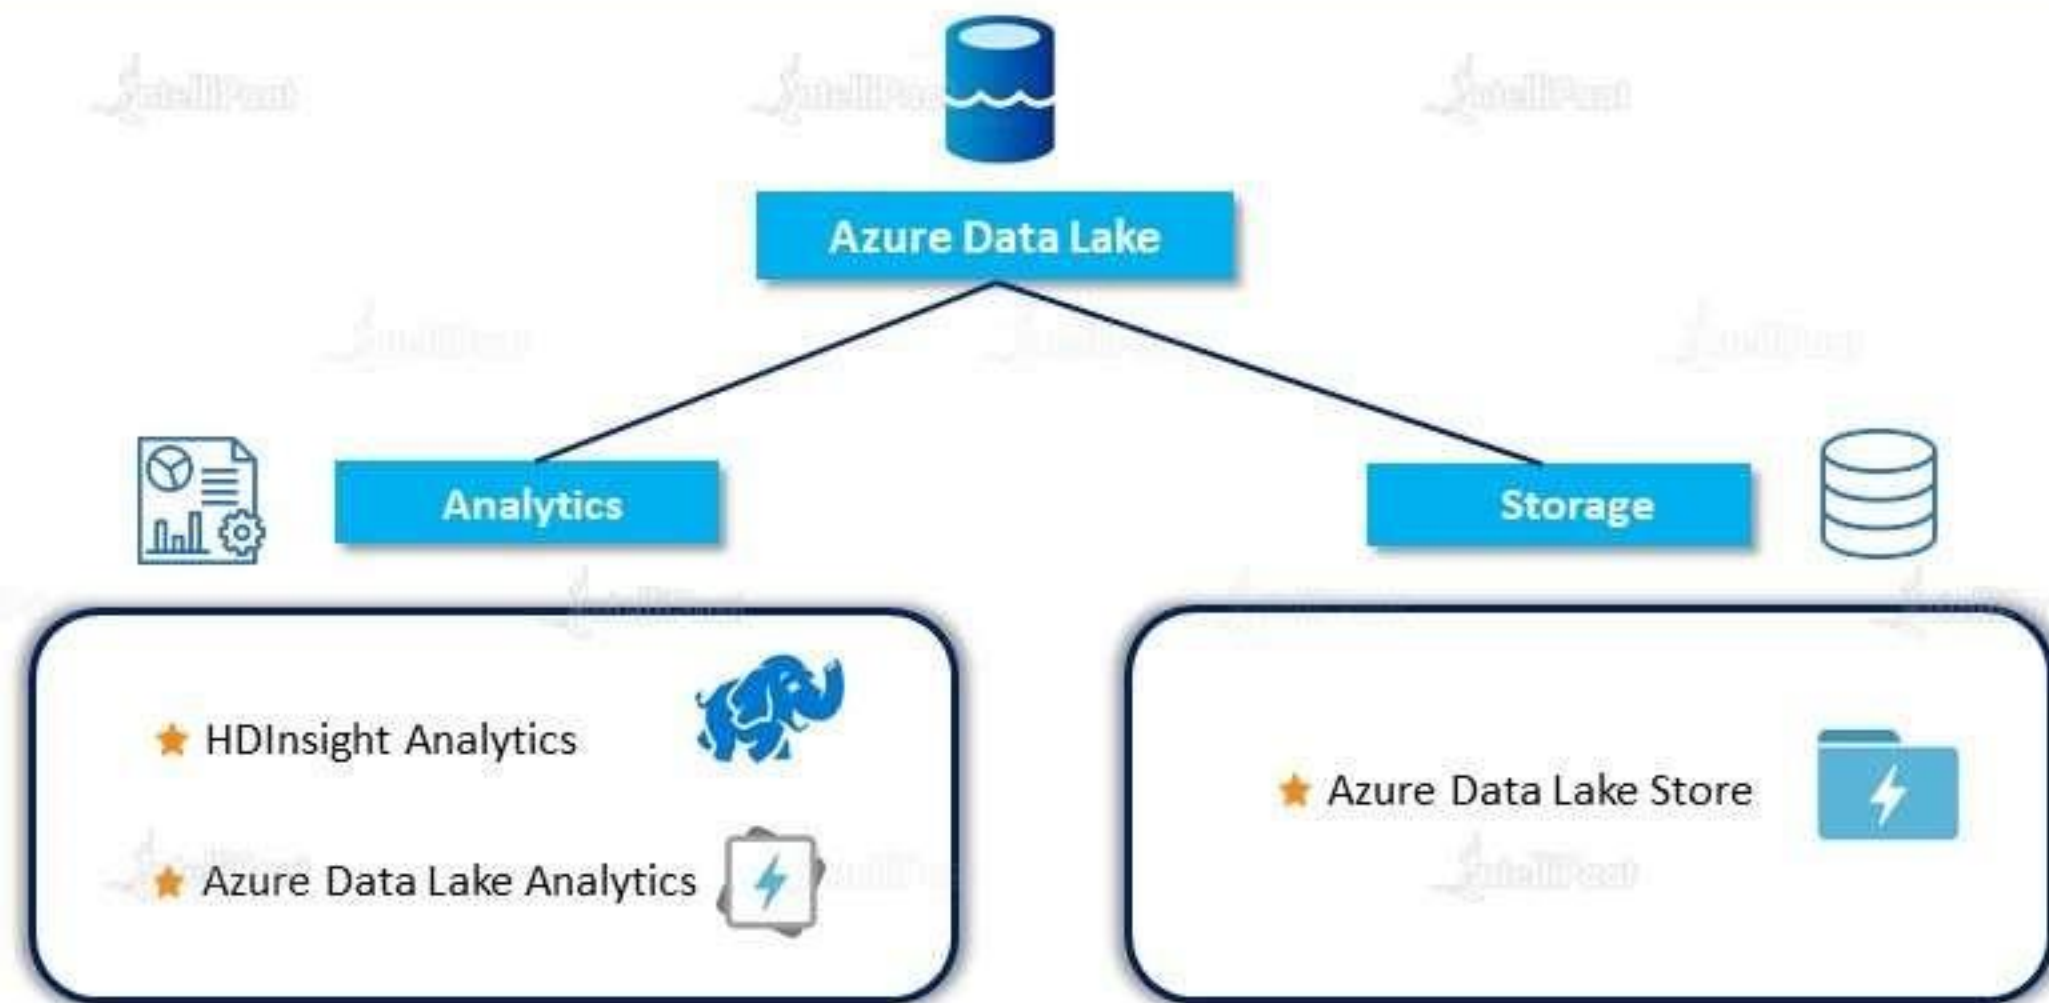 Azure Data Lake
Analytics
Storage
HDInsight Analytics
Azure Data Lake Analytics
Azure Data Lake Store